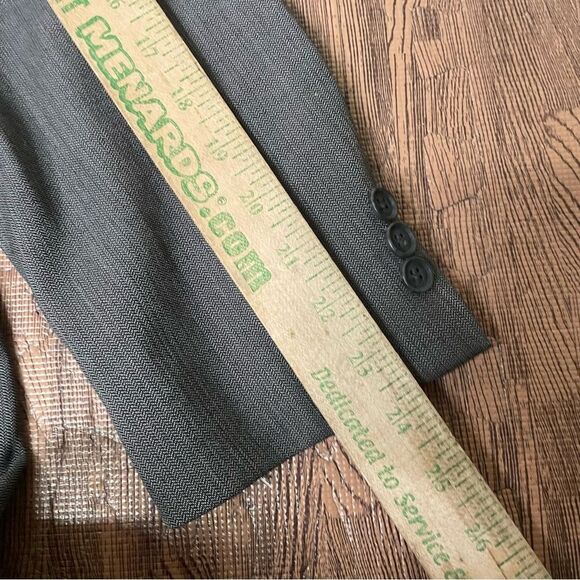 16 17 18 19 20 21 22 23 24 25 26
MENARDS.com
Dedicated to Service &